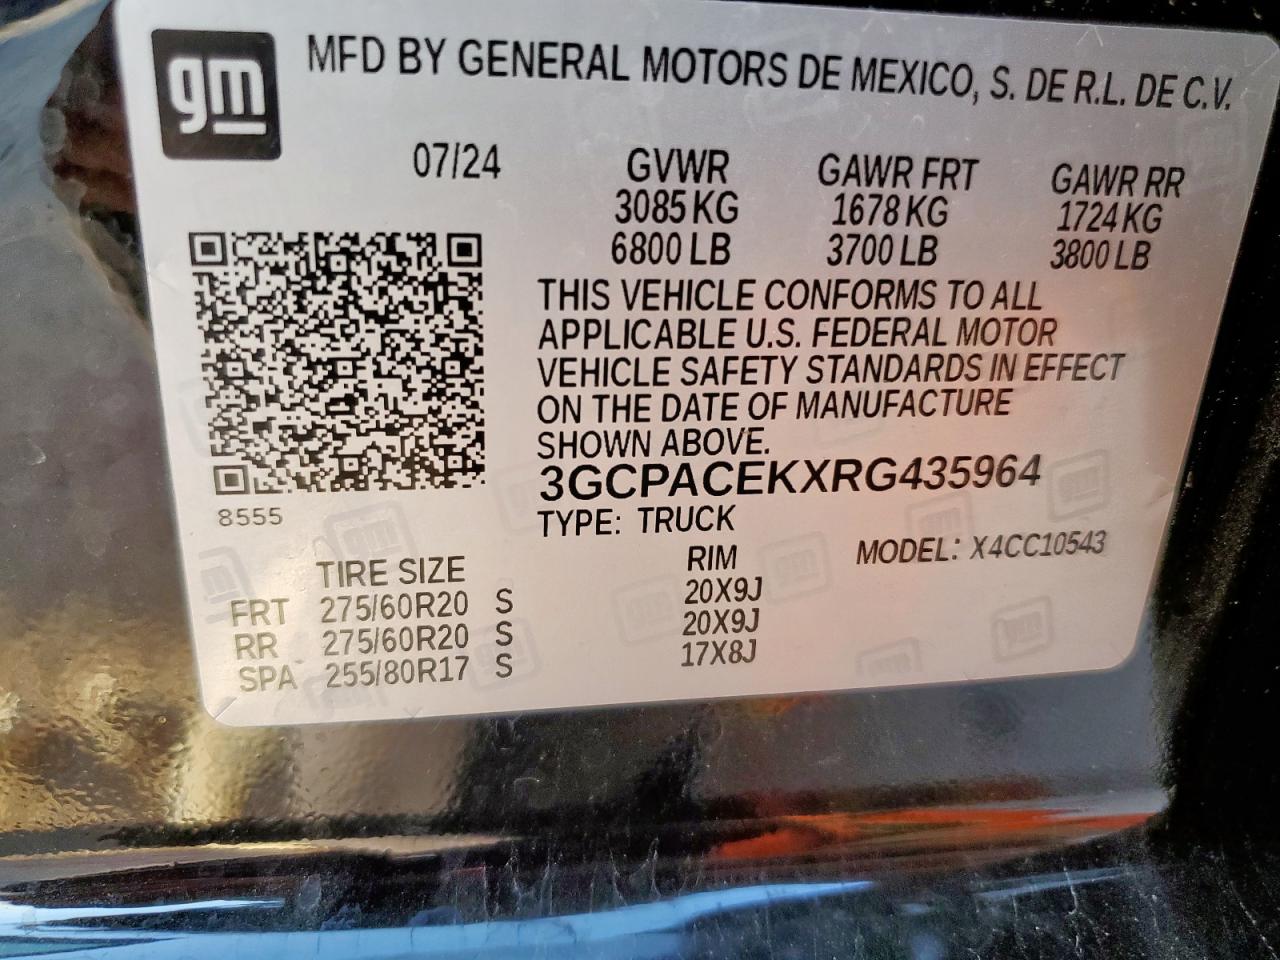 gm
MFD BY GENERAL MOTORS DE MEXICO, S. DE R.L. DE C.V.
07/24 GVWR GAWR FRT GAWR RR
3085 KG 1678 KG 1724 KG
6800 LB 3700 LB 3800 LB
THIS VEHICLE CONFORMS TO ALL
APPLICABLE U.S. FEDERAL MOTOR
VEHICLE SAFETY STANDARDS IN EFFECT
ON THE DATE OF MANUFACTURE
SHOWN ABOVE.
3GCPACEKXRG435964
8555
TYPE: TRUCK
MODEL: X4CC10543
TIRE SIZE RIM
FRT 275/60R20 S 20X9J
RR 275/60R20 S 20X9J
SPA 255/80R17 S 17X8J